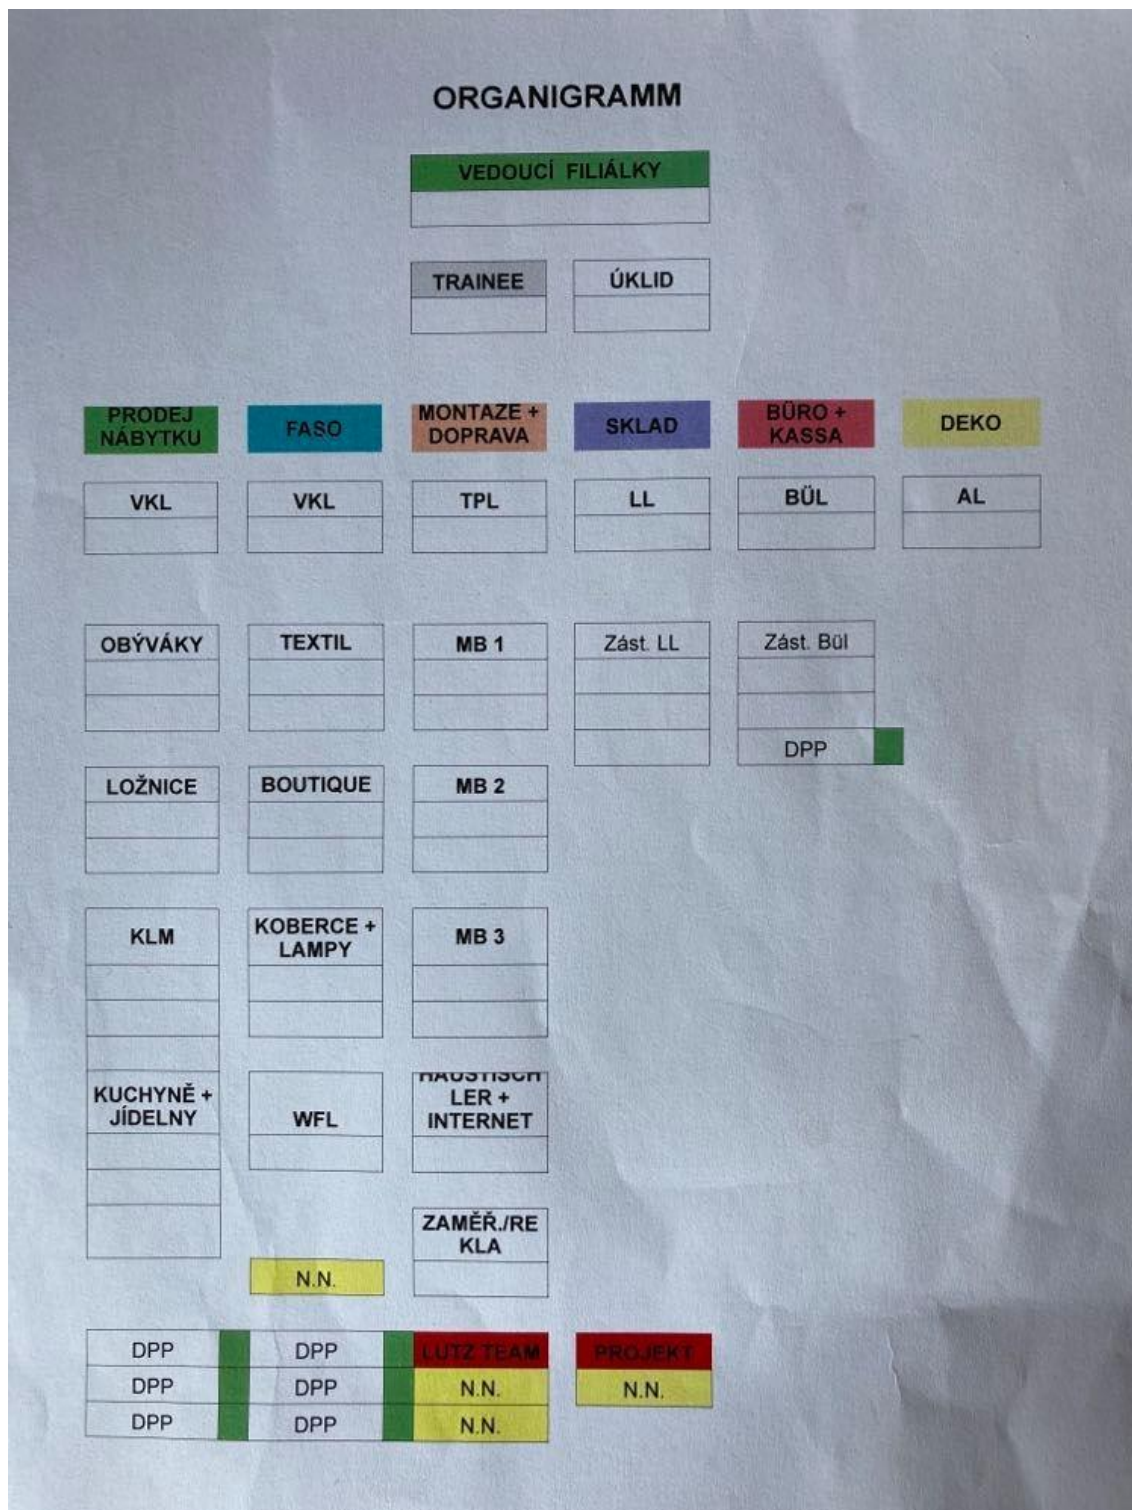 ORGANIGRAMM
VEDOUCÍ FILIÁLKY
TRAINEE
ÚKLID
PRODEJ
NÁBYTKU
FASO
MONTAZE +
DOPRAVA
SKLAD
BÜRO +
KASSA
DEKO
VKL
VKL
TPL
LL
BÜL
AL
OBÝVÁKY
TEXTIL
MB 1
Zást. LL
Zást. Bül
DPP
LOŽNICE
BOUTIQUE
MB 2
KLM
KOBERCE +
LAMPY
MB 3
KUCHYNĚ +
JÍDELNY
WFL
HAUSTISCH
LER +
INTERNET
ZAMĚŘ./RE
KLA
N.N.
DPP
DPP
LUTZ TEAM
PROJEKT
DPP
DPP
N.N.
N.N.
DPP
DPP
N.N.